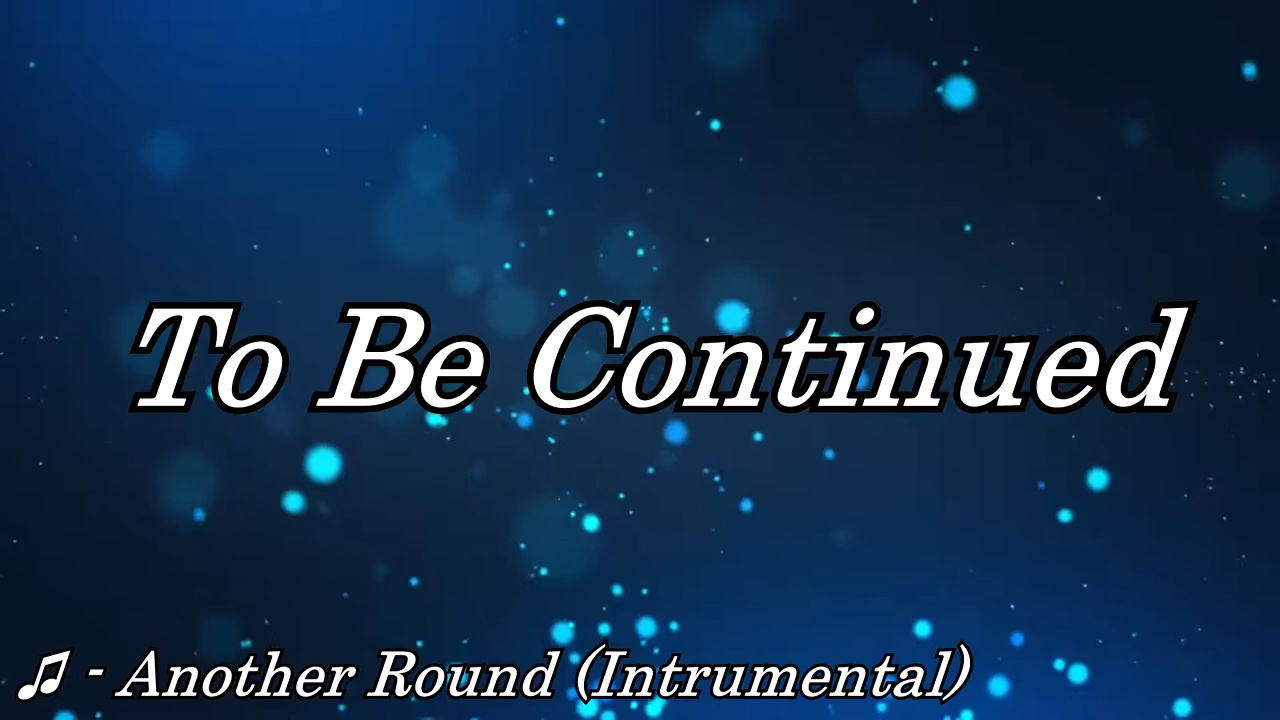 To Be Continued
♫ - Another Round (Intrumental)